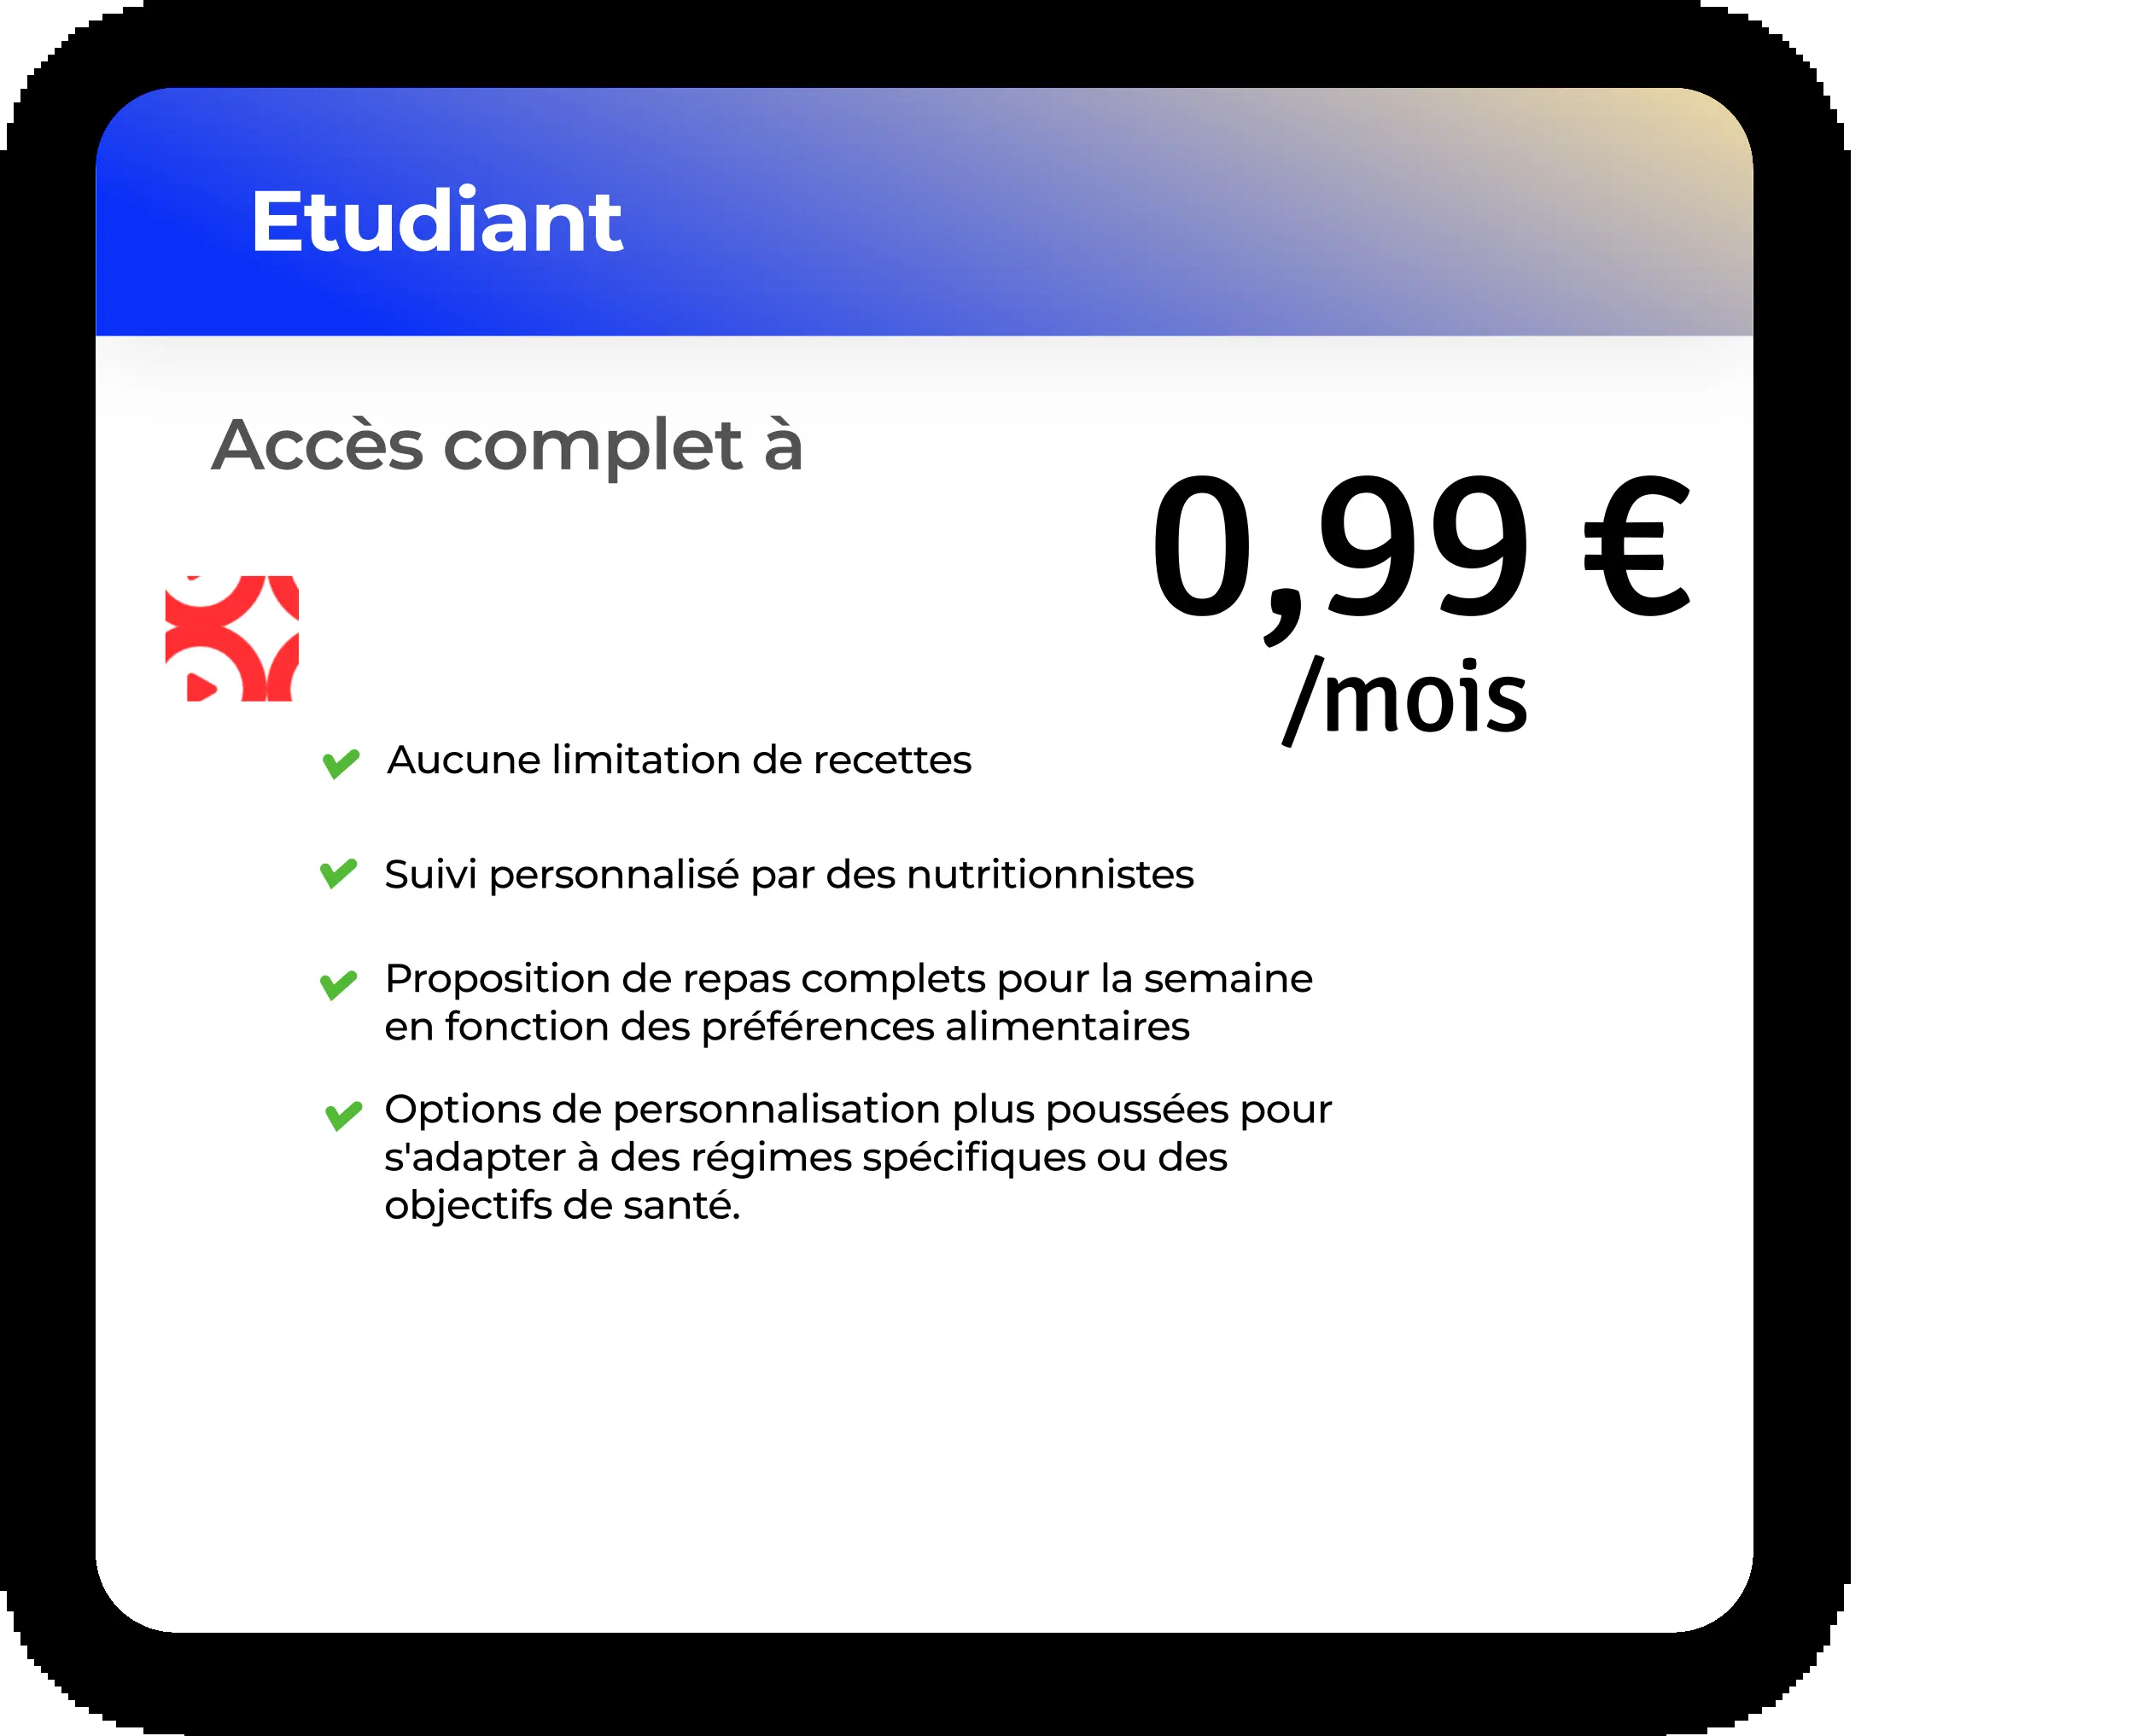 Etudiant
Accès complet à
0,99 €
/mois
Aucune limitation de recettes
Suivi personnalisé par des nutritionnistes
Proposition de repas complets pour la semaine
en fonction des préférences alimentaires
Options de personnalisation plus poussées pour
s'adapter à des régimes spécifiques ou des
objectifs de santé.